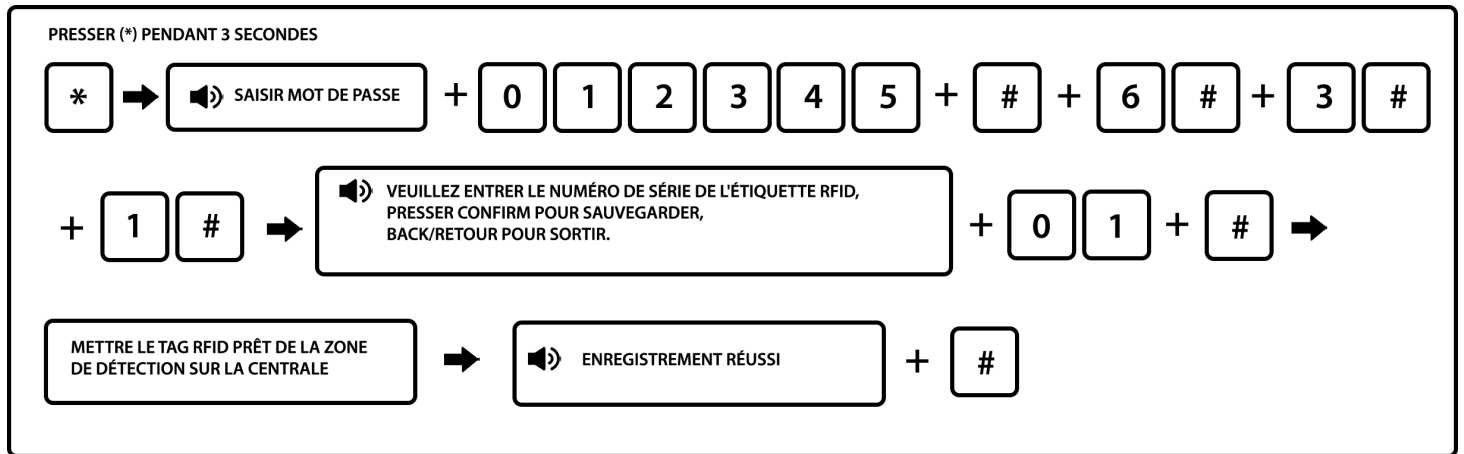 PRESSER (*) PENDANT 3 SECONDES
* SAISIR MOT DE PASSE + 0 1 2 3 4 5 + # + 6 # + 3 #
+ 1 # VEUILLEZ ENTRER LE NUMÉRO DE SÉRIE DE L'ÉTIQUETTE RFID,
PRESSER CONFIRM POUR SAUVEGARDER,
BACK/RETOUR POUR SORTIR.
+ 0 1 + #
METTRE LE TAG RFID PRÊT DE LA ZONE
DE DÉTECTION SUR LA CENTRALE
ENREGISTREMENT RÉUSSI + #